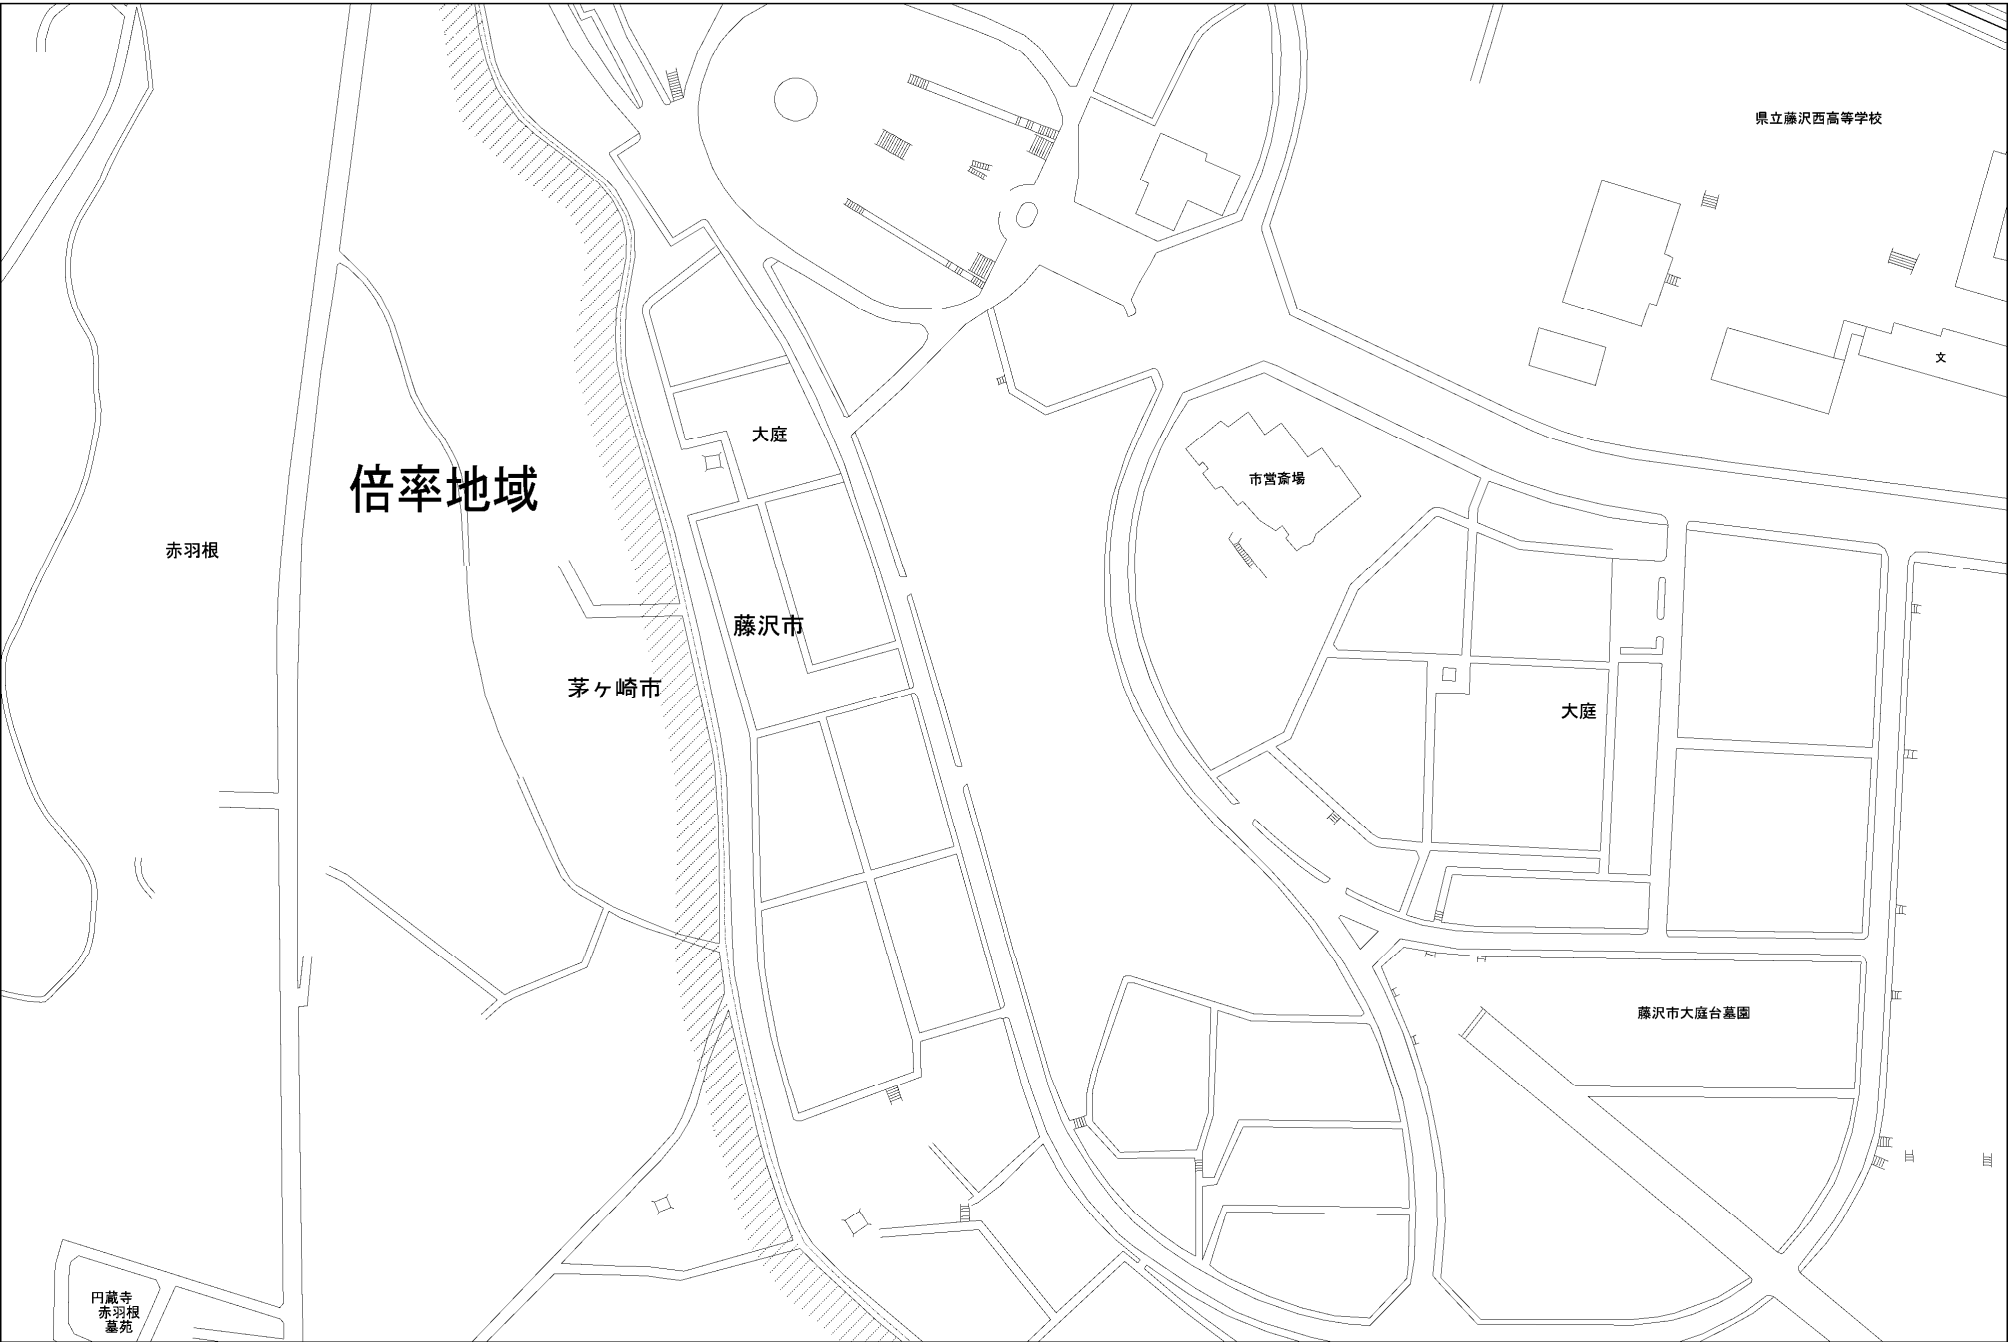 県立藤沢西高等学校
文
大庭
倍率地域
市営斎場
赤羽根
藤沢市
茅ヶ崎市
大庭
藤沢市大庭台墓園
円蔵寺
赤羽根
墓苑